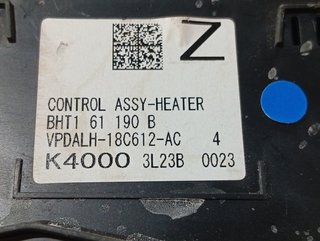 Z
CONTROL ASSY-HEATER
BHT1 61 190 B
VPDALH-18C612-AC 4
K4000 3L23B 0023